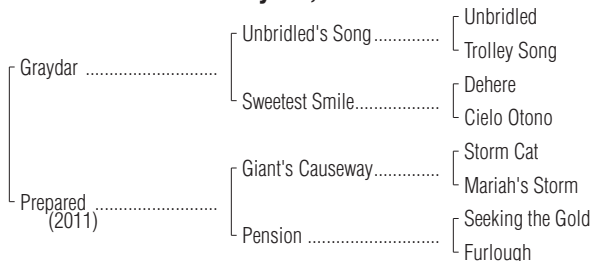 Unbridled
Unbridled's Song..............
Trolley Song
Graydar ............................
Dehere
Sweetest Smile..................
Cielo Otono
Storm Cat
Giant's Causeway..............
Mariah's Storm
Prepared ..........................
(2011)
Seeking the Gold
Pension ............................
Furlough